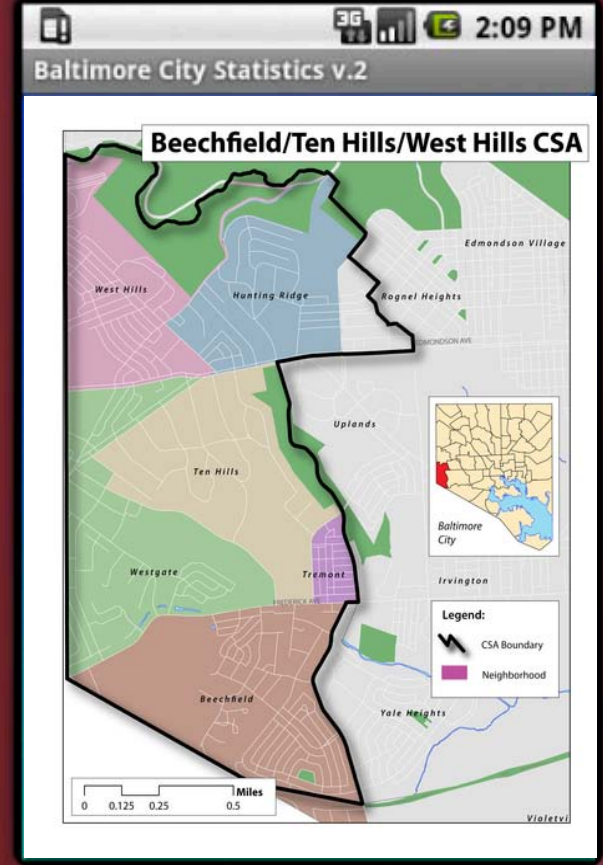 3G 2:09 PM
Baltimore City Statistics v.2
Beechfield/Ten Hills/West Hills CSA
Edmondson Village
West Hills
Hunting Ridge
Rognel Heights
EDMONDSON AVE
Uplands
Ten Hills
Baltimore
City
Westgate
Tremont
Irvington
FREDERICK AVE
Legend:
CSA Boundary
Neighborhood
Beechfield
Yale Heights
Miles
0 0.125 0.25 0.5
Violetvi